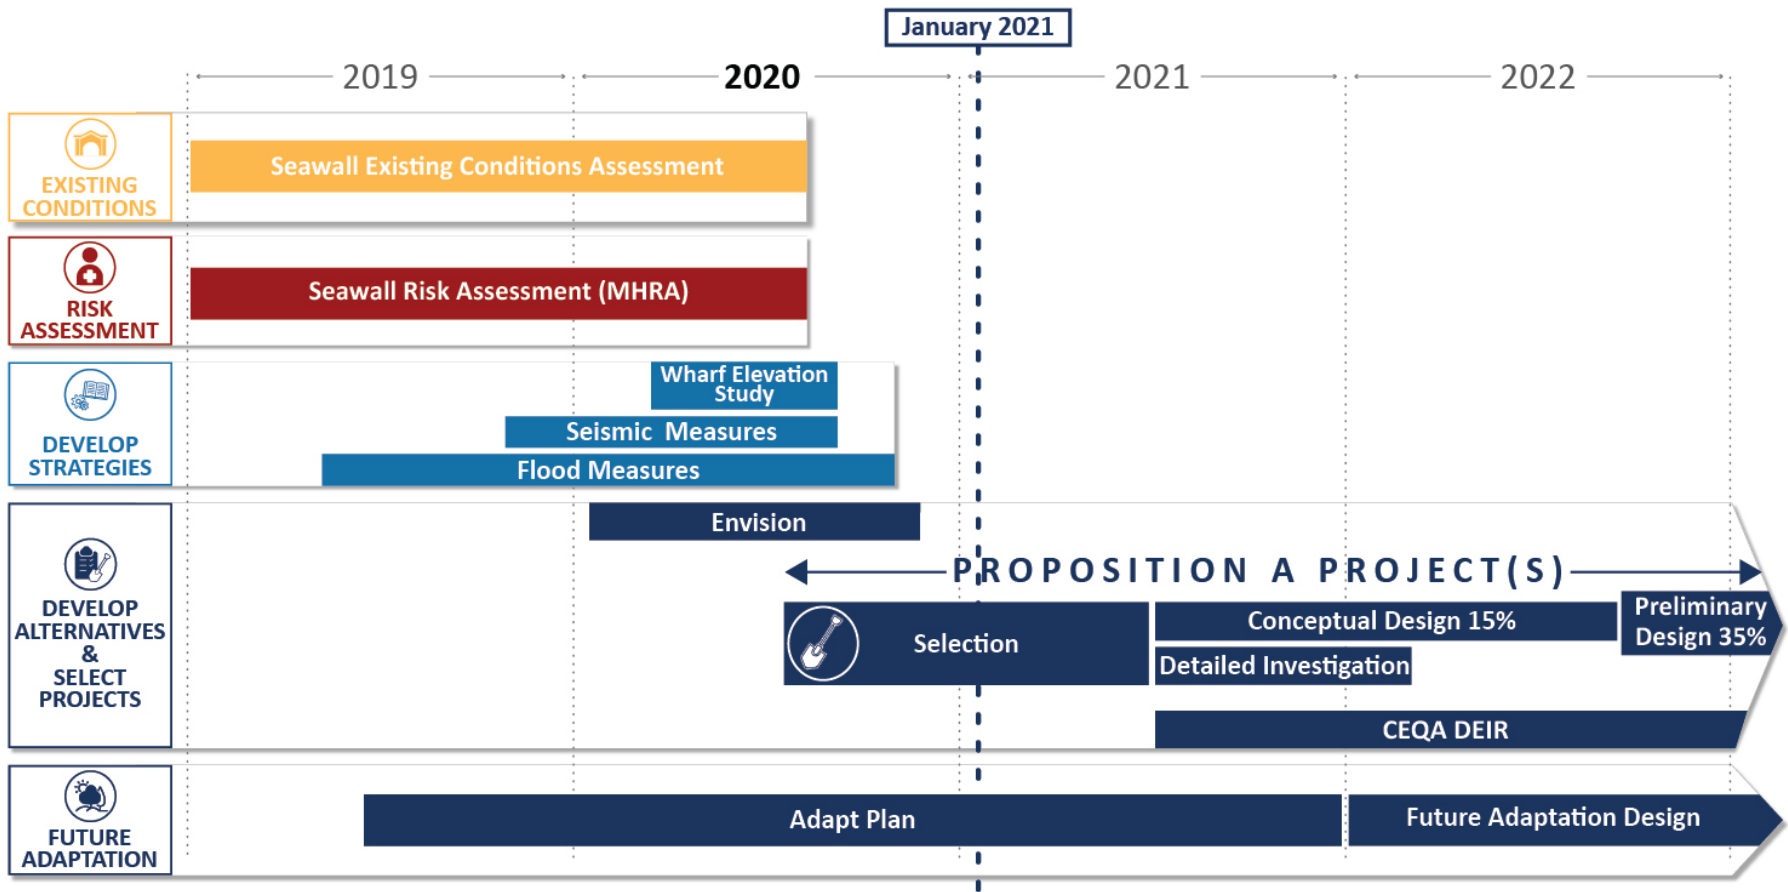 January 2021
2019
2020
2021
2022
EXISTING
CONDITIONS
Seawall Existing Conditions Assessment
RISK
ASSESSMENT
Seawall Risk Assessment (MHRA)
DEVELOP
STRATEGIES
Wharf Elevation
Study
Seismic Measures
Flood Measures
DEVELOP
ALTERNATIVES
&
SELECT
PROJECTS
Envision
PROPOSITION A PROJECT(S)
Selection
Conceptual Design 15%
Preliminary
Design 35%
Detailed Investigation
CEQA DEIR
FUTURE
ADAPTATION
Adapt Plan
Future Adaptation Design